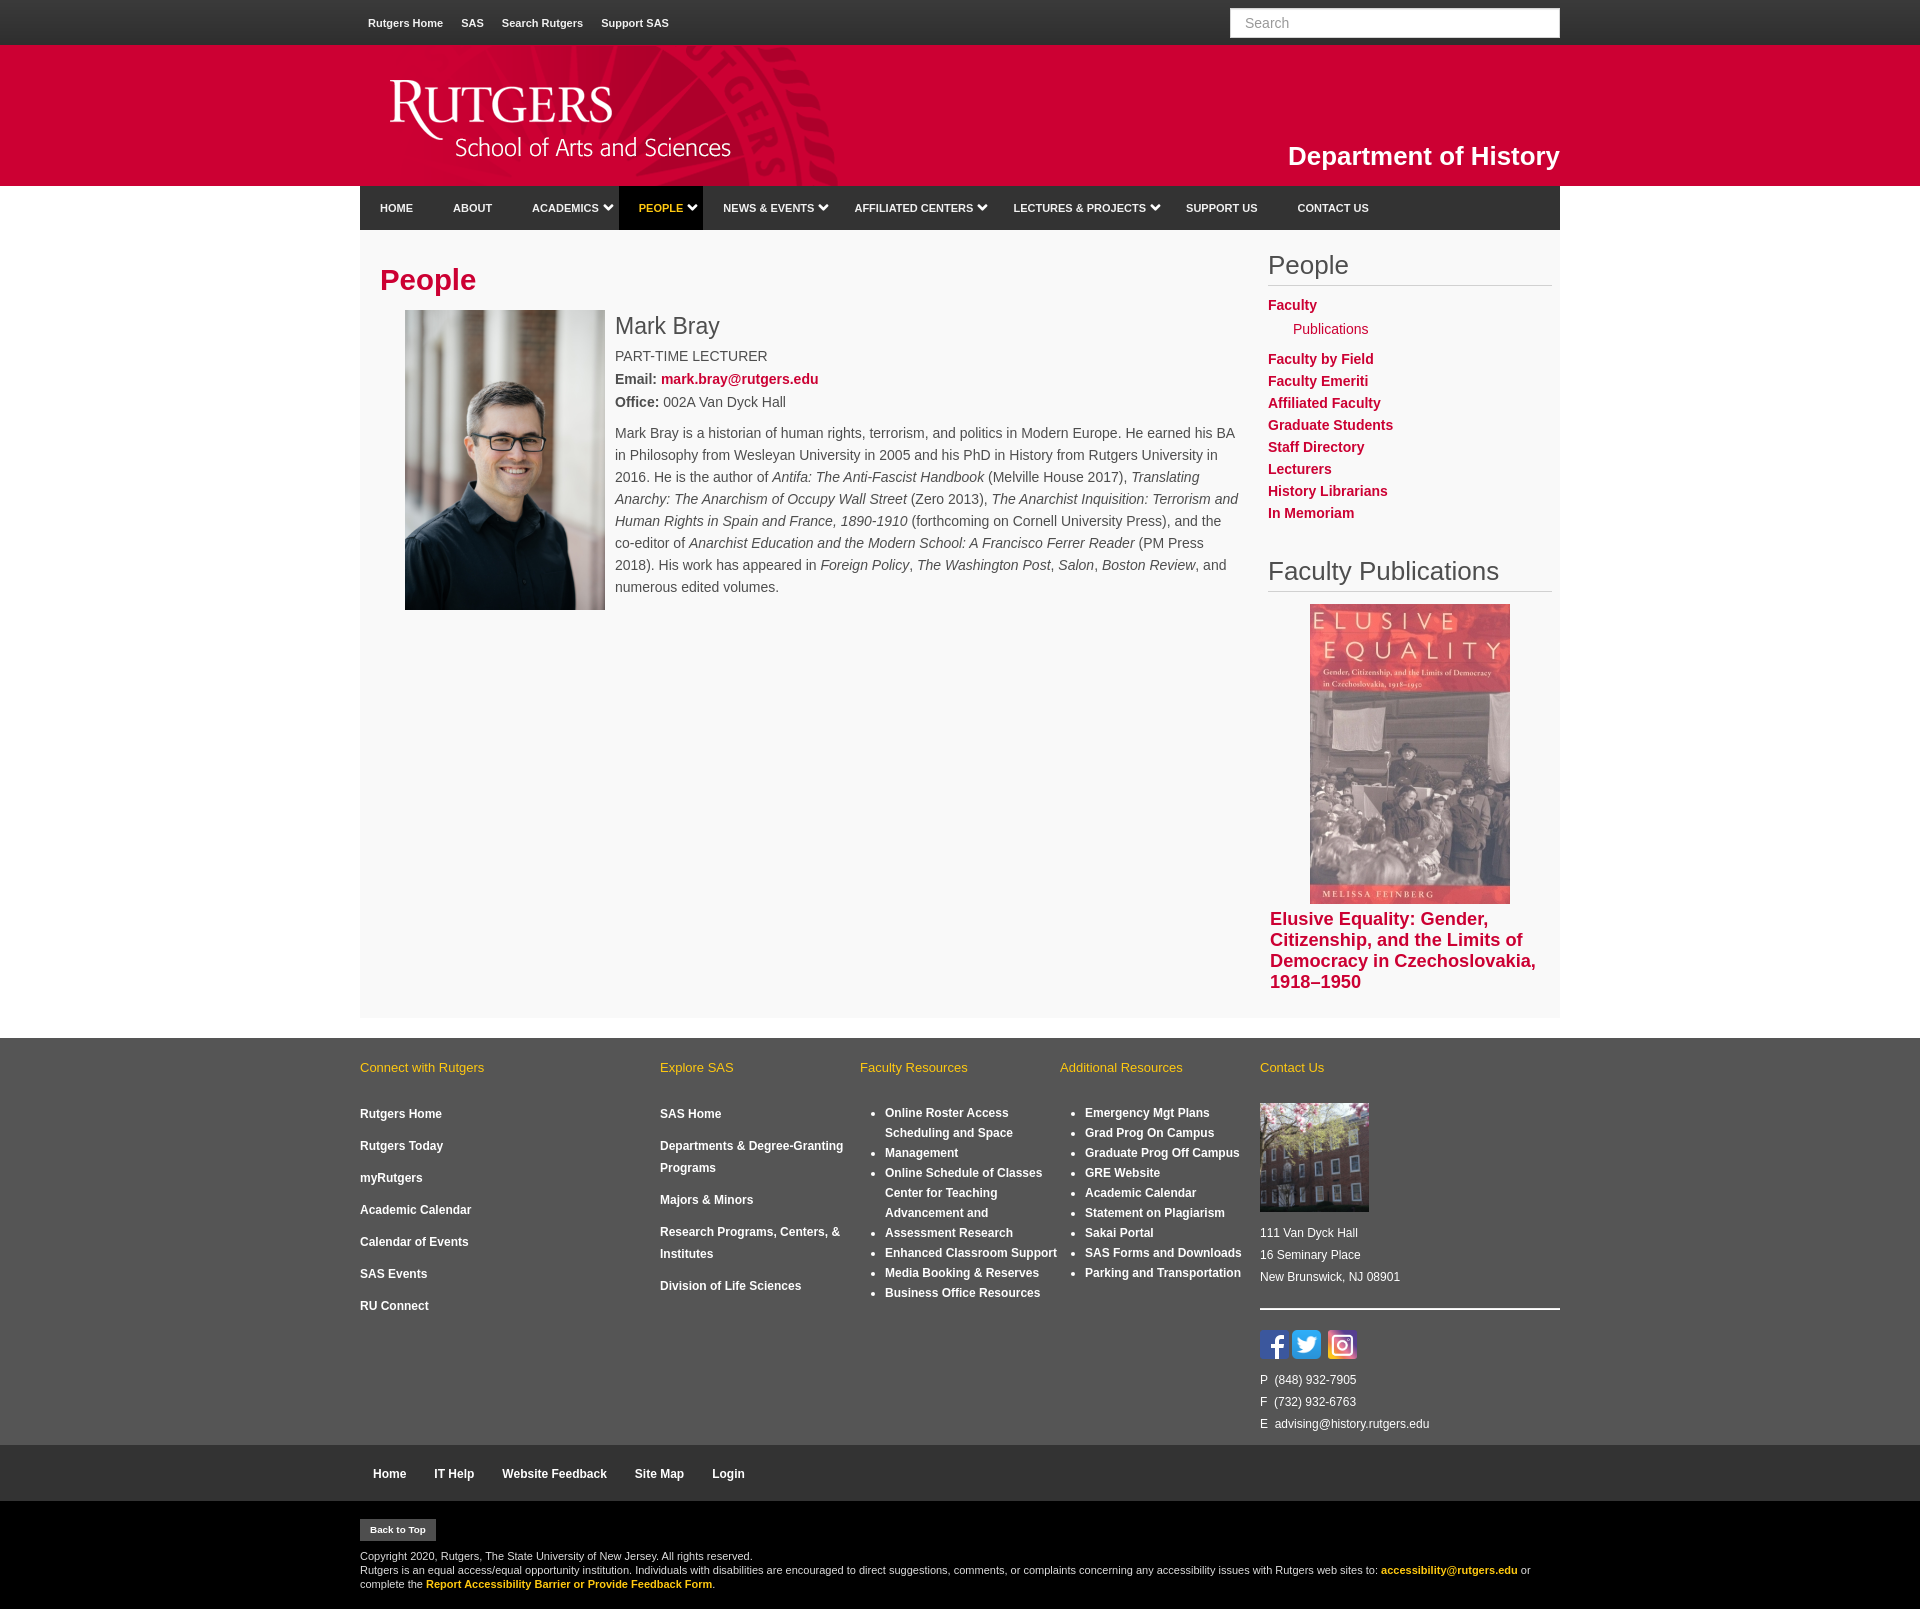 Rutgers Home SAS Search Rutgers Support SAS
Search
RUTGERS
RUTGERS
School of Arts and Sciences
Department of History
HOME ABOUT ACADEMICS PEOPLE NEWS & EVENTS AFFILIATED CENTERS LECTURES & PROJECTS SUPPORT US CONTACT US
People
Mark Bray
PART-TIME LECTURER
Email: mark.bray@rutgers.edu
Office: 002A Van Dyck Hall
Mark Bray is a historian of human rights, terrorism, and politics in Modern Europe. He earned his BA
in Philosophy from Wesleyan University in 2005 and his PhD in History from Rutgers University in
2016. He is the author of Antifa: The Anti-Fascist Handbook (Melville House 2017), Translating
Anarchy: The Anarchism of Occupy Wall Street (Zero 2013), The Anarchist Inquisition: Terrorism and
Human Rights in Spain and France, 1890-1910 (forthcoming on Cornell University Press), and the
co-editor of Anarchist Education and the Modern School: A Francisco Ferrer Reader (PM Press
2018). His work has appeared in Foreign Policy, The Washington Post, Salon, Boston Review, and
numerous edited volumes.
People
Faculty
Publications
Faculty by Field
Faculty Emeriti
Affiliated Faculty
Graduate Students
Staff Directory
Lecturers
History Librarians
In Memoriam
Faculty Publications
ELUSIVE
EQUALITY
Gender, Citizenship, and the Limits of Democracy
in Czechoslovakia, 1918–1950
MELISSA FEINBERG
Elusive Equality: Gender,
Citizenship, and the Limits of
Democracy in Czechoslovakia,
1918–1950
Connect with Rutgers
Rutgers Home
Rutgers Today
myRutgers
Academic Calendar
Calendar of Events
SAS Events
RU Connect
Explore SAS
SAS Home
Departments & Degree-Granting
Programs
Majors & Minors
Research Programs, Centers, &
Institutes
Division of Life Sciences
Faculty Resources
Online Roster Access
Scheduling and Space
Management
Online Schedule of Classes
Center for Teaching
Advancement and
Assessment Research
Enhanced Classroom Support
Media Booking & Reserves
Business Office Resources
Additional Resources
Emergency Mgt Plans
Grad Prog On Campus
Graduate Prog Off Campus
GRE Website
Academic Calendar
Statement on Plagiarism
Sakai Portal
SAS Forms and Downloads
Parking and Transportation
Contact Us
111 Van Dyck Hall
16 Seminary Place
New Brunswick, NJ 08901
P (848) 932-7905
F (732) 932-6763
E advising@history.rutgers.edu
Home IT Help Website Feedback Site Map Login
Back to Top
Copyright 2020, Rutgers, The State University of New Jersey. All rights reserved.
Rutgers is an equal access/equal opportunity institution. Individuals with disabilities are encouraged to direct suggestions, comments, or complaints concerning any accessibility issues with Rutgers web sites to: accessibility@rutgers.edu or
complete the Report Accessibility Barrier or Provide Feedback Form.